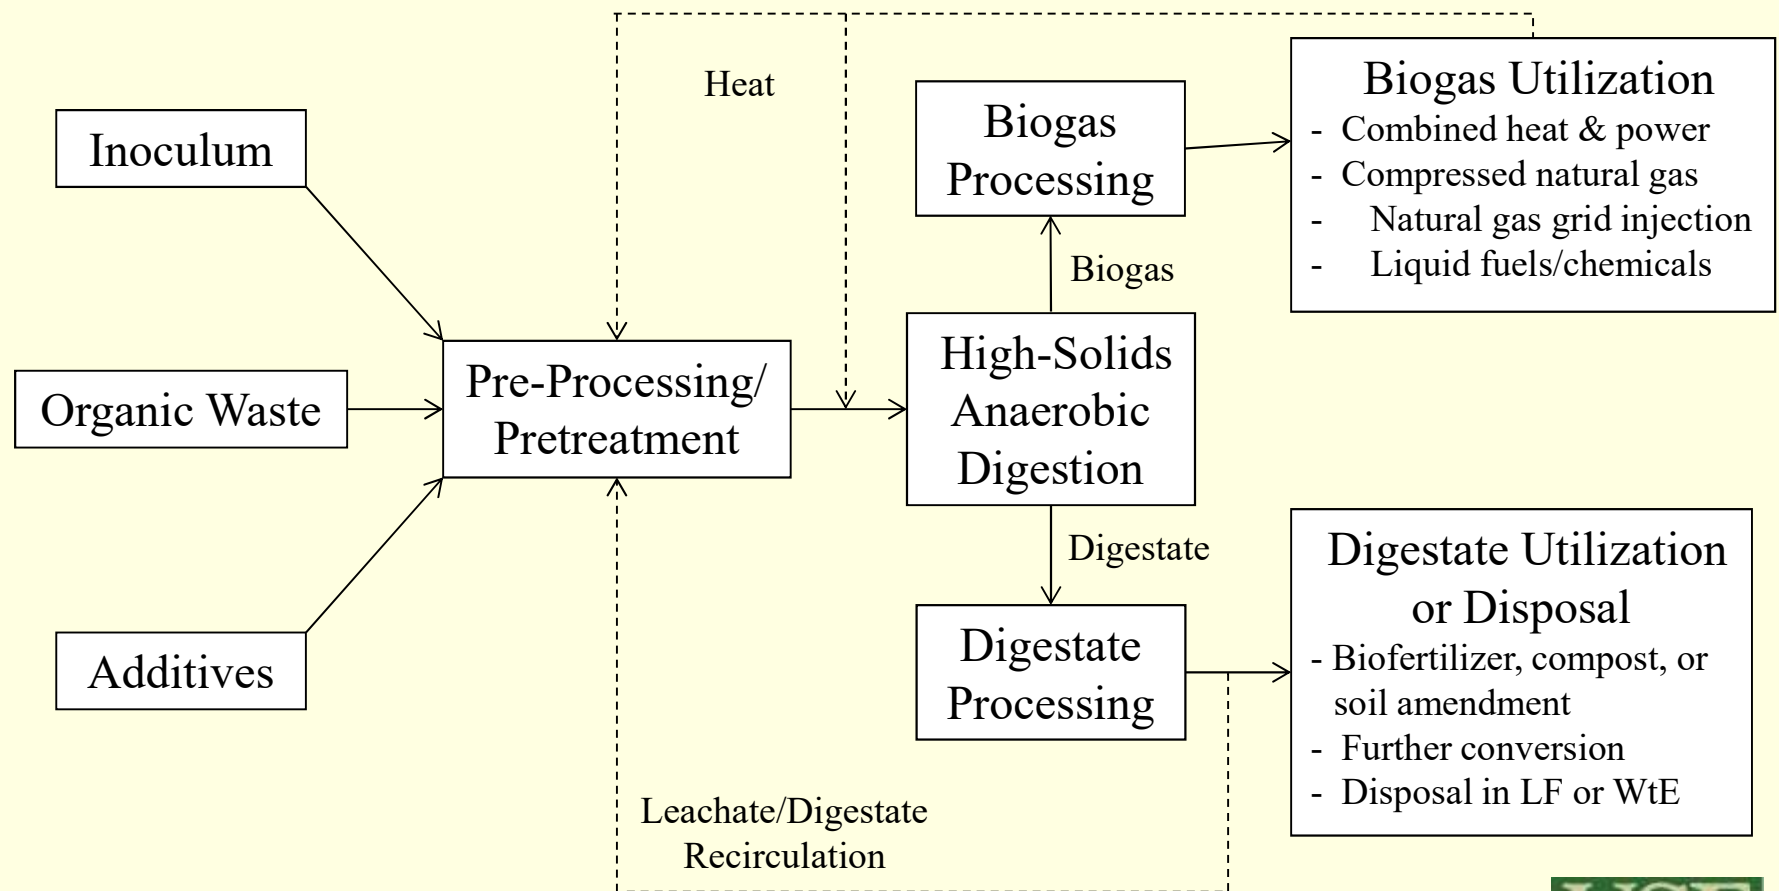 Heat
Inoculum
Organic Waste
Additives
Pre-Processing/
Pretreatment
Biogas
Processing
Biogas
High-Solids
Anaerobic
Digestion
Digestate
Digestate
Processing
Leachate/Digestate
Recirculation
Biogas Utilization
- Combined heat & power
- Compressed natural gas
- Natural gas grid injection
- Liquid fuels/chemicals
Digestate Utilization
or Disposal
- Biofertilizer, compost, or
soil amendment
- Further conversion
- Disposal in LF or WtE